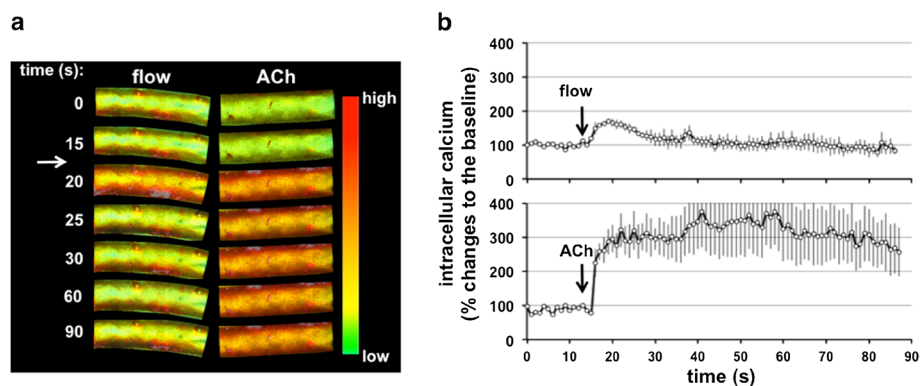 a
time (s):
flow
ACh
0
15
20
25
30
60
90
high
low
b
intracellular calcium
(% changes to the baseline)
400
300
200
100
0
flow
400
300
200
100
0
ACh
0 10 20 30 40 50 60 70 80 90
time (s)